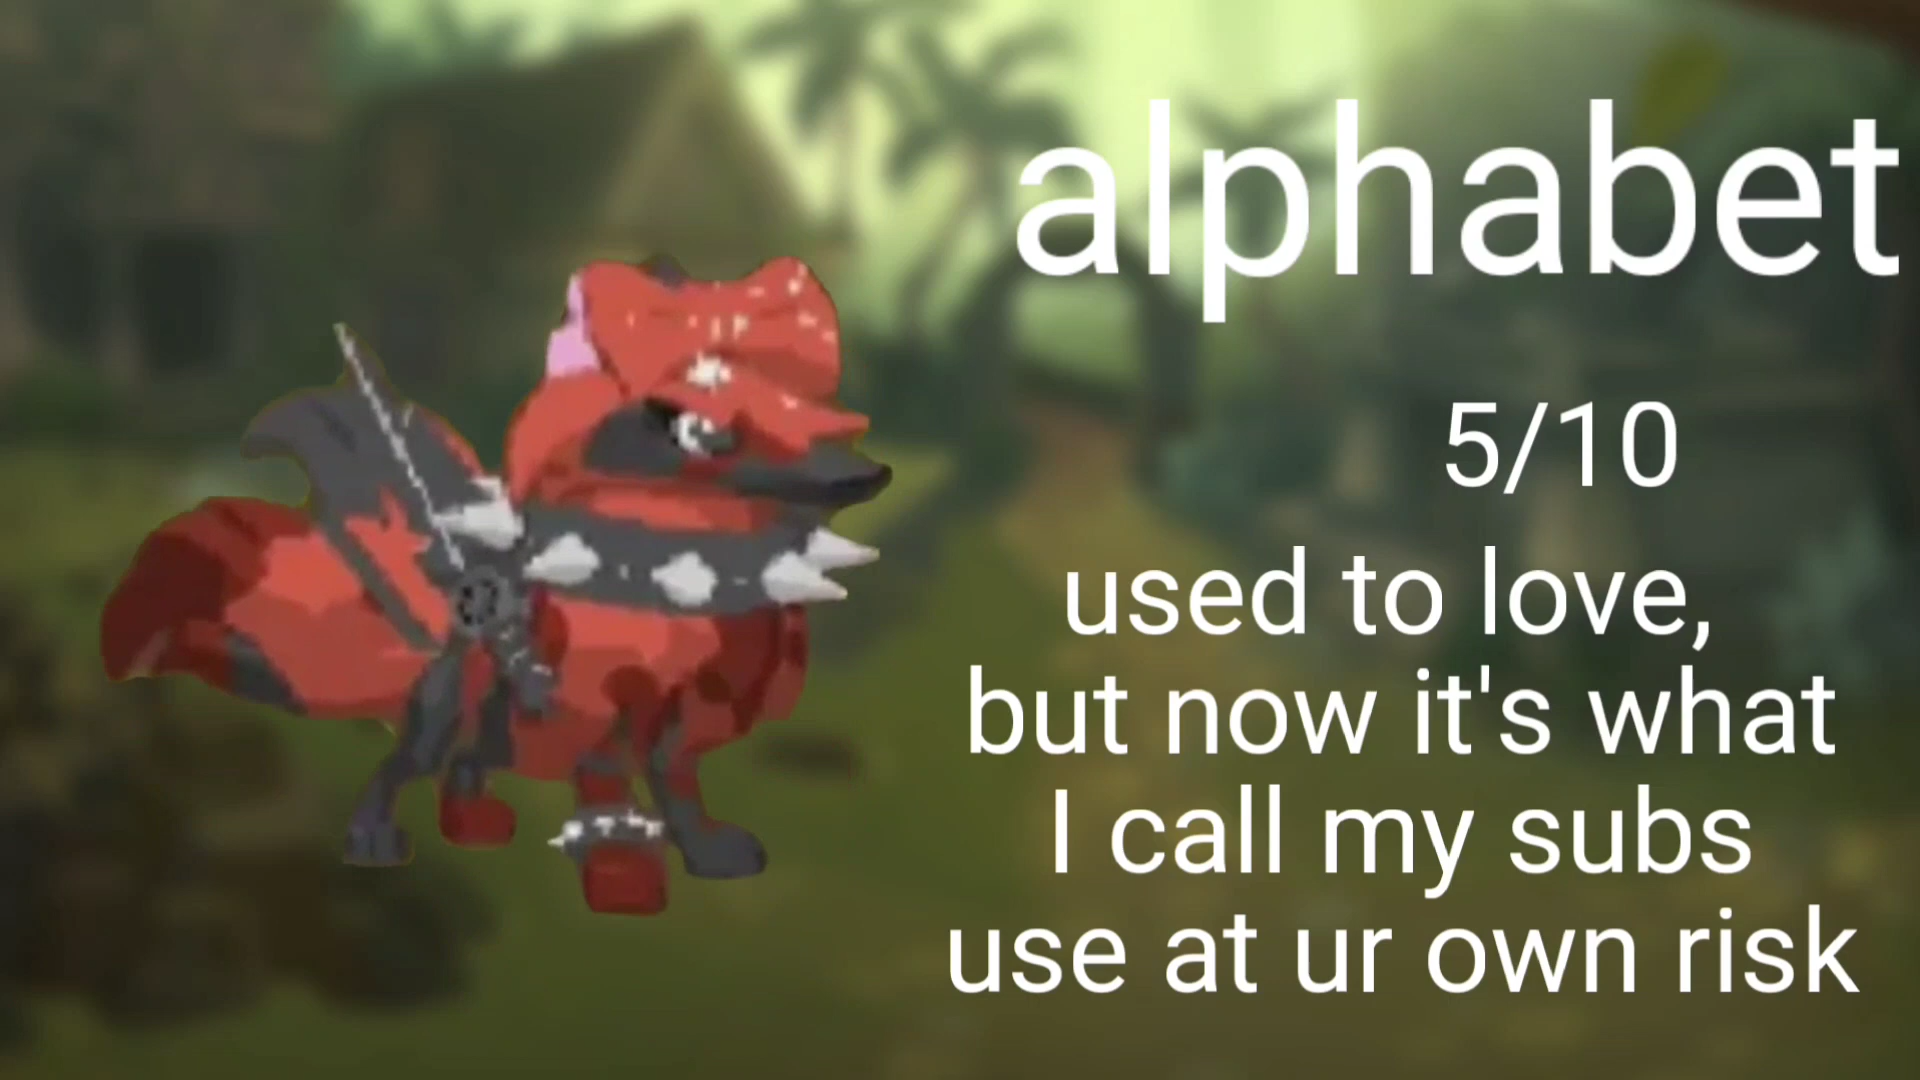 alphabet
5/10
used to love,
but now it's what
I call my subs
use at ur own risk